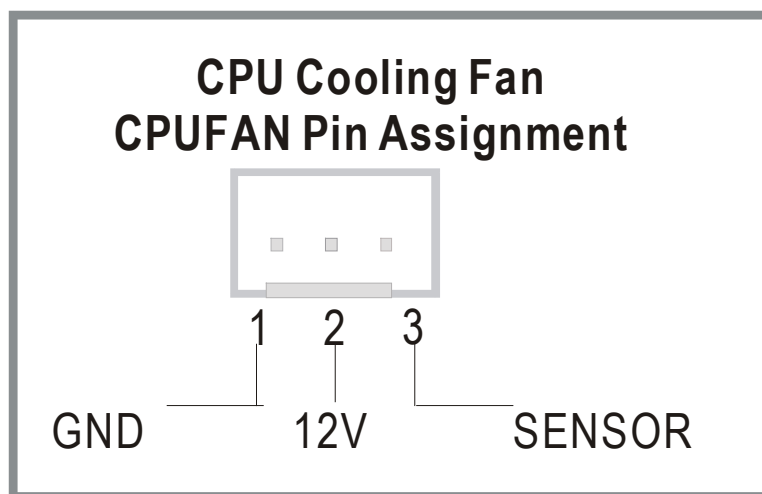 CPU Cooling Fan
CPUFAN Pin Assignment
1 2 3
GND 12V SENSOR